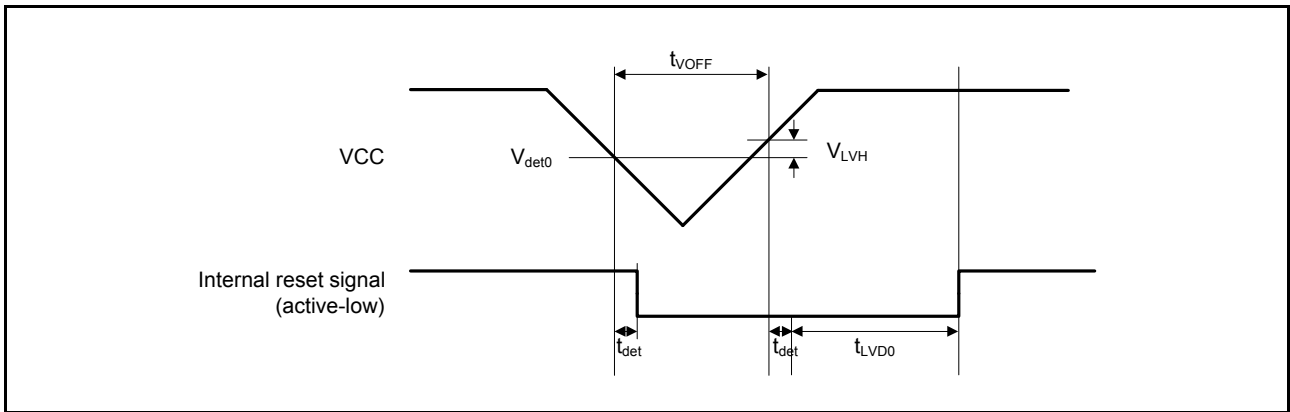 tVOFF
VCC
Vdet0
VLVH
Internal reset signal
(active-low)
tdet
tdet
tLVD0